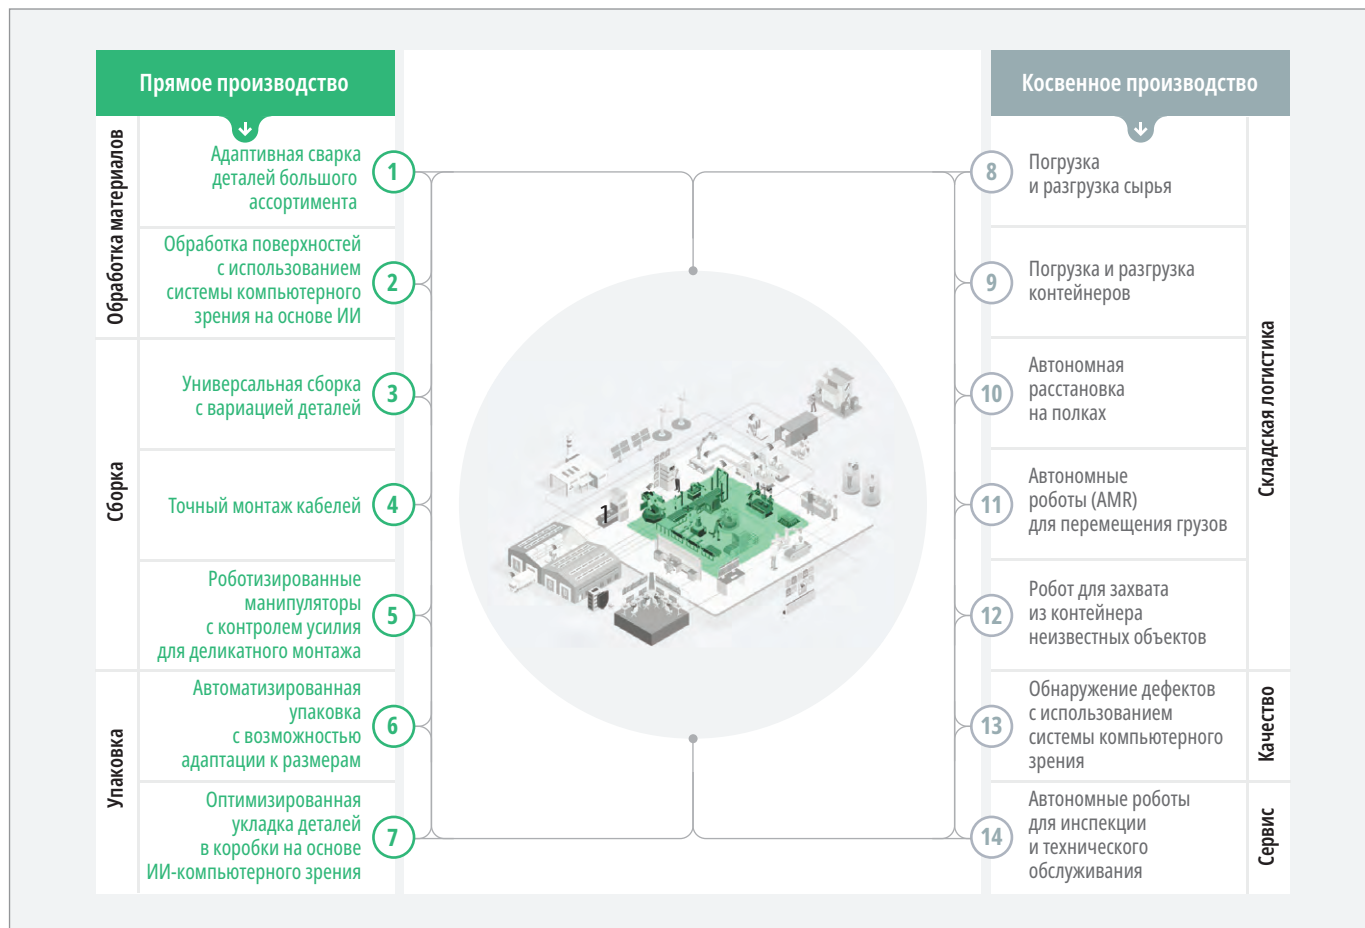 Прямое производство
Обработка материалов
1
Адаптивная сварка
деталей большого
ассортимента
2
Обработка поверхностей
с использованием
системы компьютерного
зрения на основе ИИ
Сборка
3
Универсальная сборка
с вариацией деталей
4
Точный монтаж кабелей
5
Роботизированные
манипуляторы
с контролем усилия
для деликатного монтажа
Упаковка
6
Автоматизированная
упаковка
с возможностью
адаптации к размерам
7
Оптимизированная
укладка деталей
в коробки на основе
ИИ-компьютерного зрения
1
Косвенное производство
Складская логистика
8
Погрузка
и разгрузка сырья
9
Погрузка и разгрузка
контейнеров
10
Автономная
расстановка
на полках
11
Автономные
роботы (AMR)
для перемещения грузов
12
Робот для захвата
из контейнера
неизвестных объектов
Качество
13
Обнаружение дефектов
с использованием
системы компьютерного
зрения
Сервис
14
Автономные роботы
для инспекции
и технического
обслуживания